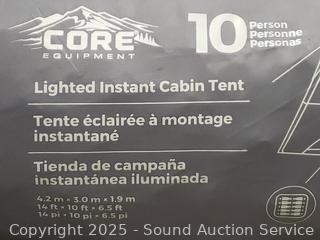 CORE
EQUIPMENT
10 Person
Personne
Personas
Lighted Instant Cabin Tent
Tente éclairée à montage
instantané
Tienda de campaña
instantánea iluminada
4.2 m × 3.0 m × 1.9 m
14 ft × 10 ft × 6.5 ft
14 pi × 10 pi × 6.5 pi
Copyright 2025 - Sound Auction Service